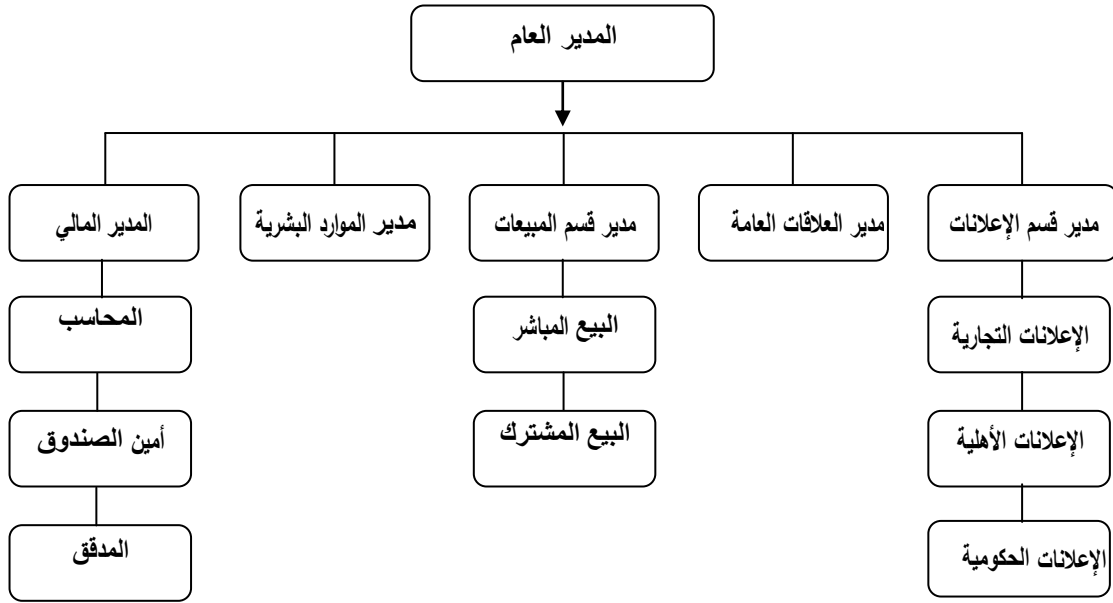 المدير العام
مدير قسم الإعلانات
مدير العلاقات العامة
مدير قسم المبيعات
مدير الموارد البشرية
المدير المالي
الإعلانات التجارية
البيع المباشر
المحاسب
الإعلانات الأهلية
البيع المشترك
أمين الصندوق
الإعلانات الحكومية
المدقق